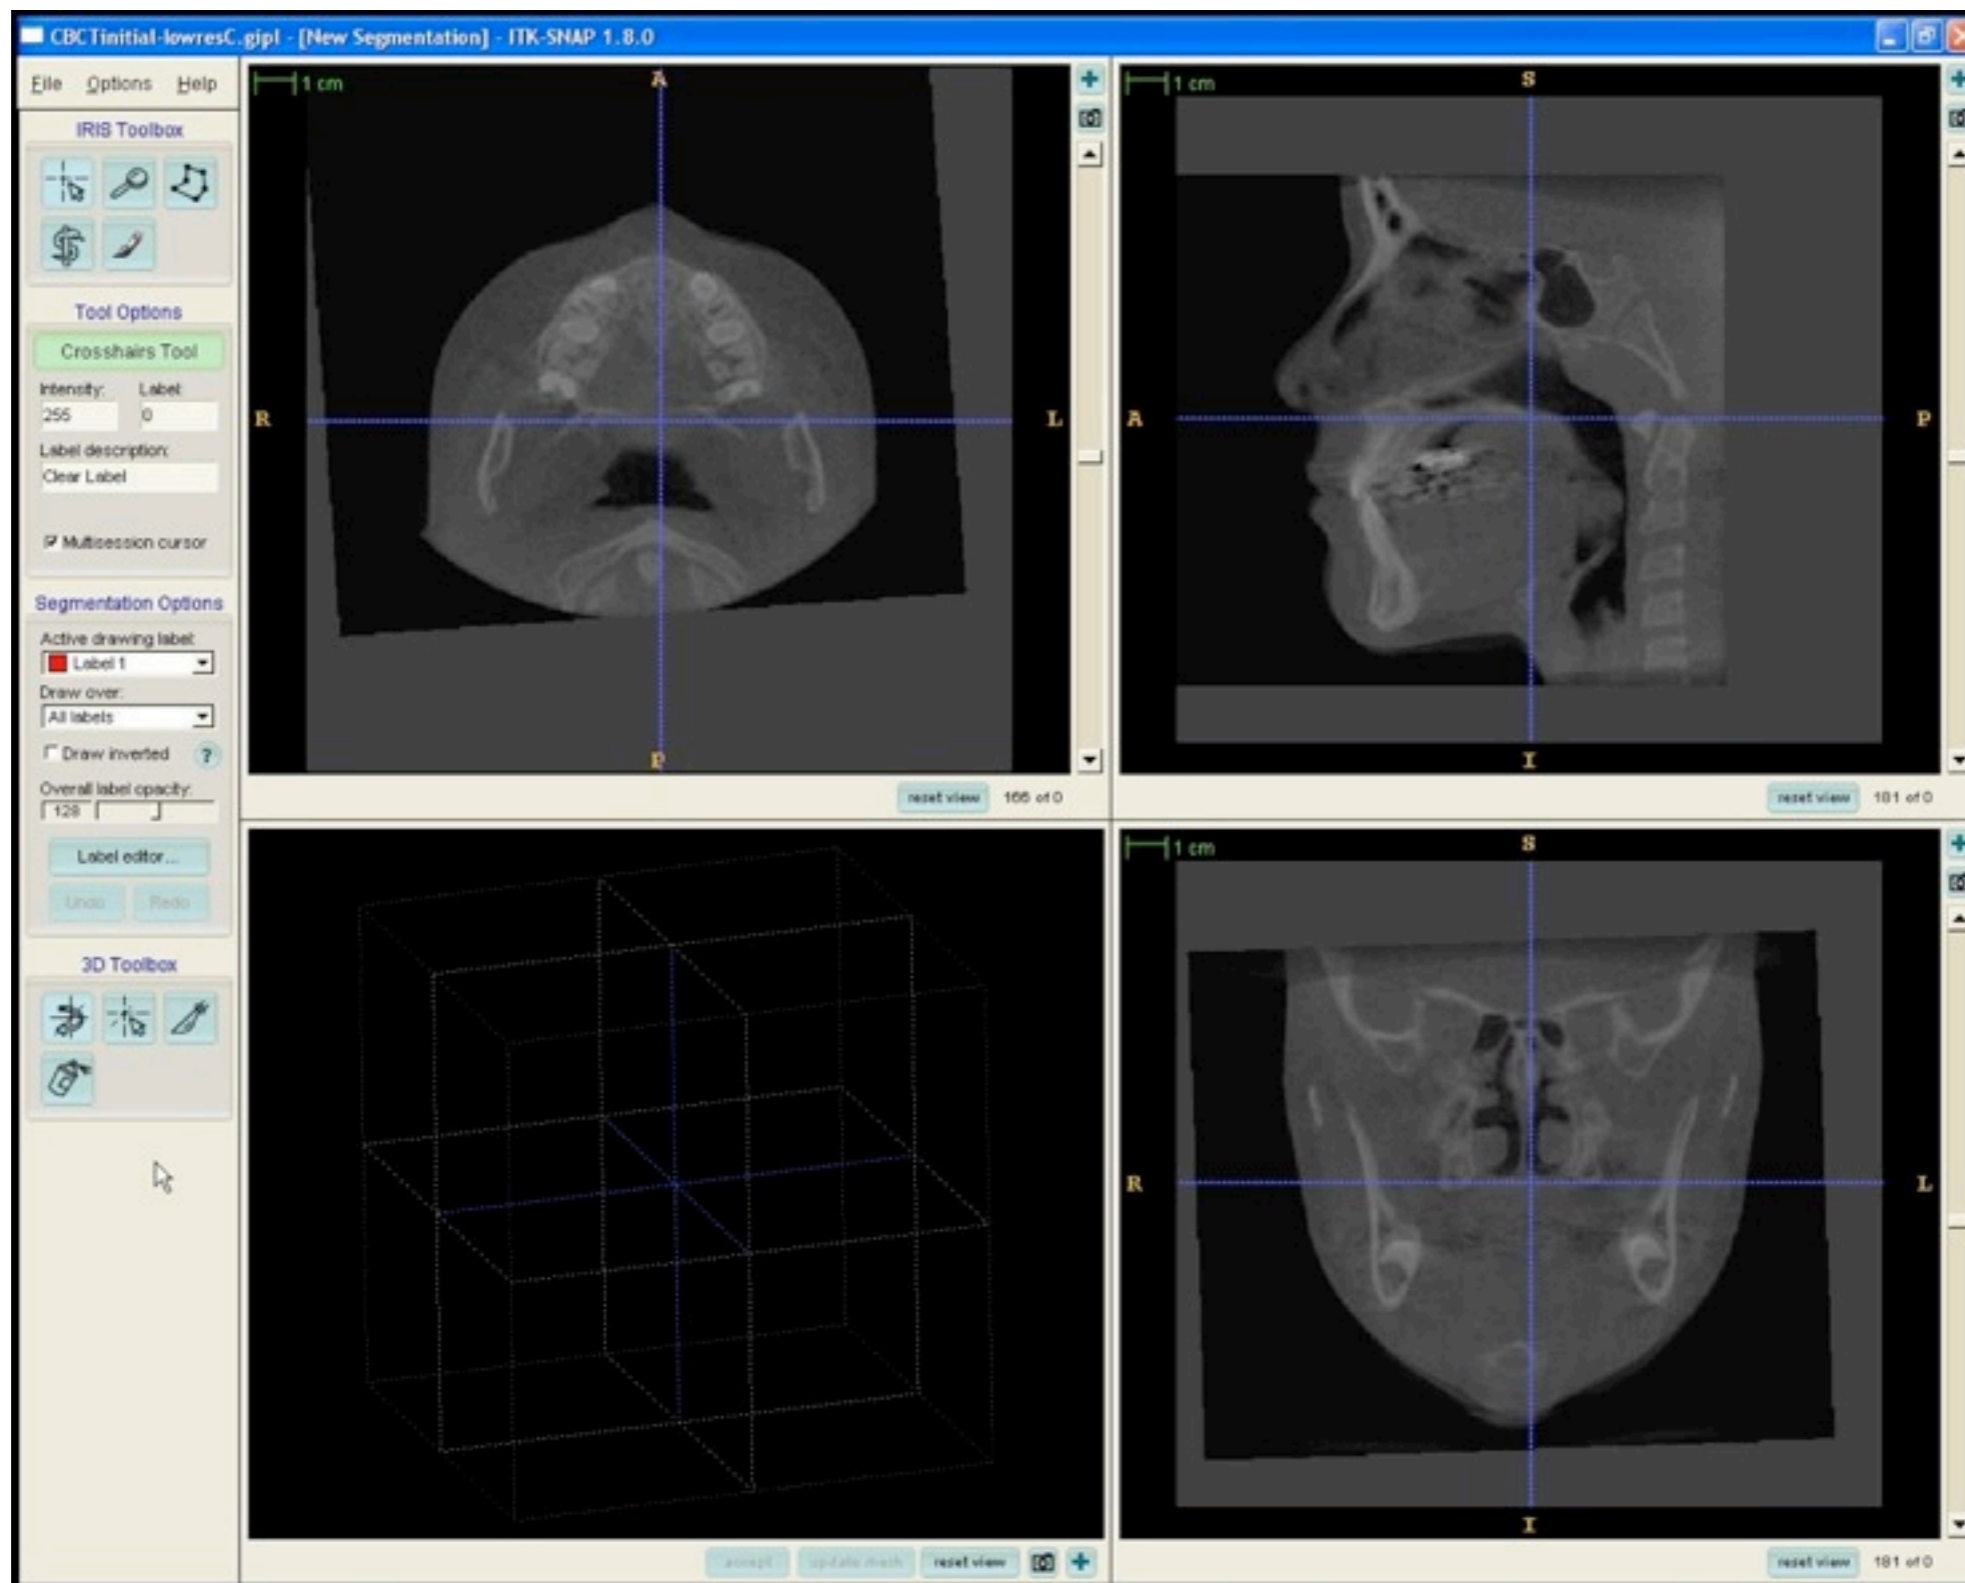 CBCTinitial-lowresC.gipl - [New Segmentation] - ITK-SNAP 1.8.0
File Options Help
IRIS Toolbox
Tool Options
Crosshairs Tool
Intensity: Label:
255 0
Label description:
Clear Label
Multisession cursor
Segmentation Options
Active drawing label:
Label 1
Draw over:
All labels
Draw inverted ?
Overall label opacity:
128
Label editor...
Undo Redo
3D Toolbox
1 cm
A
R
L
P
reset view 166 of 0
1 cm
S
A
P
I
reset view 181 of 0
accept update mesh reset view
1 cm
S
R
L
I
reset view 181 of 0